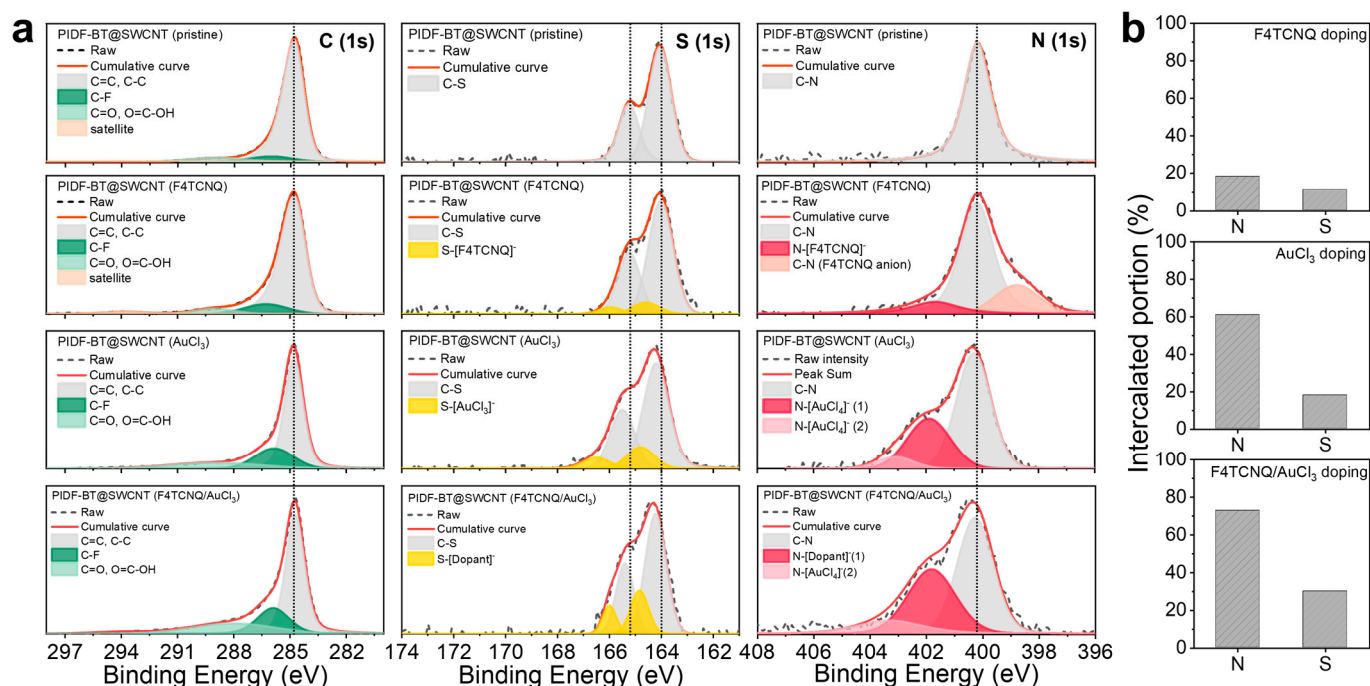 a
PIDF-BT@SWCNT (pristine)
C (1s)
Raw
Cumulative curve
C=C, C-C
C-F
C=O, O=C-OH
satellite
PIDF-BT@SWCNT (F4TCNQ)
Raw
Cumulative curve
C=C, C-C
C-F
C=O, O=C-OH
satellite
PIDF-BT@SWCNT (AuCl₃)
Raw
Cumulative curve
C=C, C-C
C-F
C=O, O=C-OH
PIDF-BT@SWCNT (F4TCNQ/AuCl₃)
Raw
Cumulative curve
C=C, C-C
C-F
C=O, O=C-OH
297 294 291 288 285 282
Binding Energy (eV)
PIDF-BT@SWCNT (pristine)
S (1s)
Raw
Cumulative curve
C-S
PIDF-BT@SWCNT (F4TCNQ)
Raw
Cumulative curve
C-S
S-[F4TCNQ]⁻
PIDF-BT@SWCNT (AuCl₃)
Raw
Cumulative curve
C-S
S-[AuCl₃]⁻
PIDF-BT@SWCNT (F4TCNQ/AuCl₃)
Raw
Cumulative curve
C-S
S-[Dopant]⁻
174 172 170 168 166 164 162
Binding Energy (eV)
PIDF-BT@SWCNT (pristine)
N (1s)
Raw
Cumulative curve
C-N
PIDF-BT@SWCNT (F4TCNQ)
Raw
Cumulative curve
C-N
N-[F4TCNQ]⁻
C-N (F4TCNQ anion)
PIDF-BT@SWCNT (AuCl₃)
Raw intensity
Peak Sum
C-N
N-[AuCl₄]⁻ (1)
N-[AuCl₄]⁻ (2)
PIDF-BT@SWCNT (F4TCNQ/AuCl₃)
Raw
Cumulative curve
C-N
N-[Dopant]⁻(1)
N-[AuCl₄]⁻(2)
408 406 404 402 400 398 396
Binding Energy (eV)
b
Intercalated portion (%)
100
F4TCNQ doping
80
60
40
20
0
N S
100
AuCl₃ doping
80
60
40
20
0
N S
100
F4TCNQ/AuCl₃ doping
80
60
40
20
0
N S